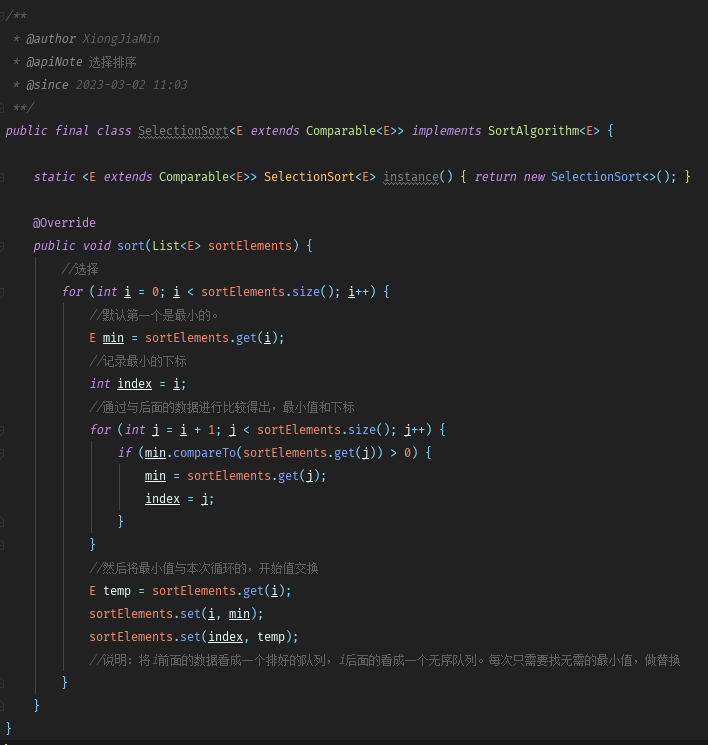 /**
 * @author XiongJiaMin
 * @apiNote 选择排序
 * @since 2023-03-02 11:03
 **/
public final class SelectionSort<E extends Comparable<E>> implements SortAlgorithm<E> {
static <E extends Comparable<E>> SelectionSort<E> instance() { return new SelectionSort<>(); }
@Override
public void sort(List<E> sortElements) {
//选择
for (int i = 0; i < sortElements.size(); i++) {
//默认第一个是最小的。
E min = sortElements.get(i);
//记录最小的下标
int index = i;
//通过与后面的数据进行比较得出，最小值和下标
for (int j = i + 1; j < sortElements.size(); j++) {
if (min.compareTo(sortElements.get(j)) > 0) {
min = sortElements.get(j);
index = j;
}
}
//然后将最小值与本次循环的，开始值交换
E temp = sortElements.get(i);
sortElements.set(i, min);
sortElements.set(index, temp);
//说明：将i前面的数据看成一个排好的队列，i后面的看成一个无序队列。每次只需要找无需的最小值，做替换
}
}
}